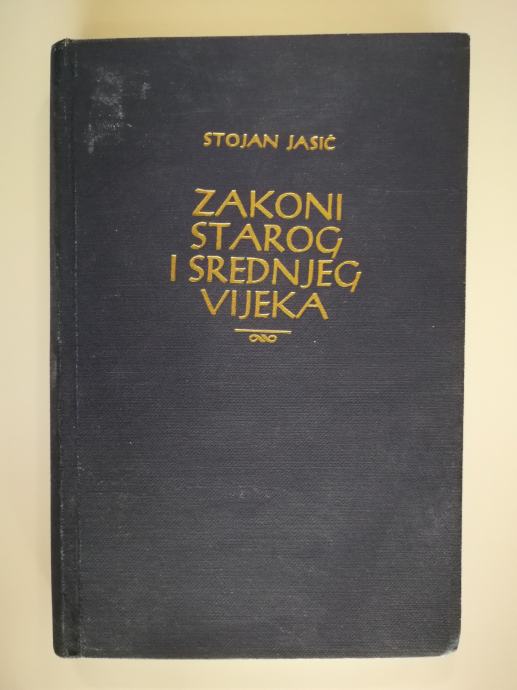 STOJAN JASIĆ
ZAKONI
STAROG
I SREDNJEG
VIJEKA